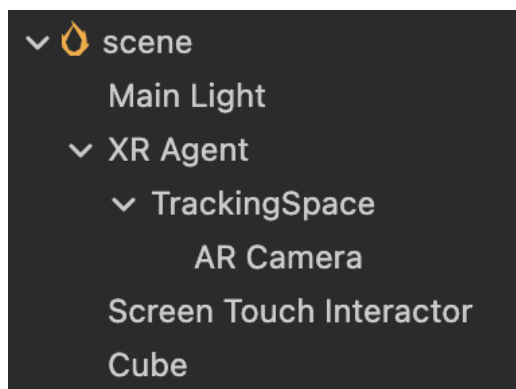 scene
Main Light
XR Agent
TrackingSpace
AR Camera
Screen Touch Interactor
Cube